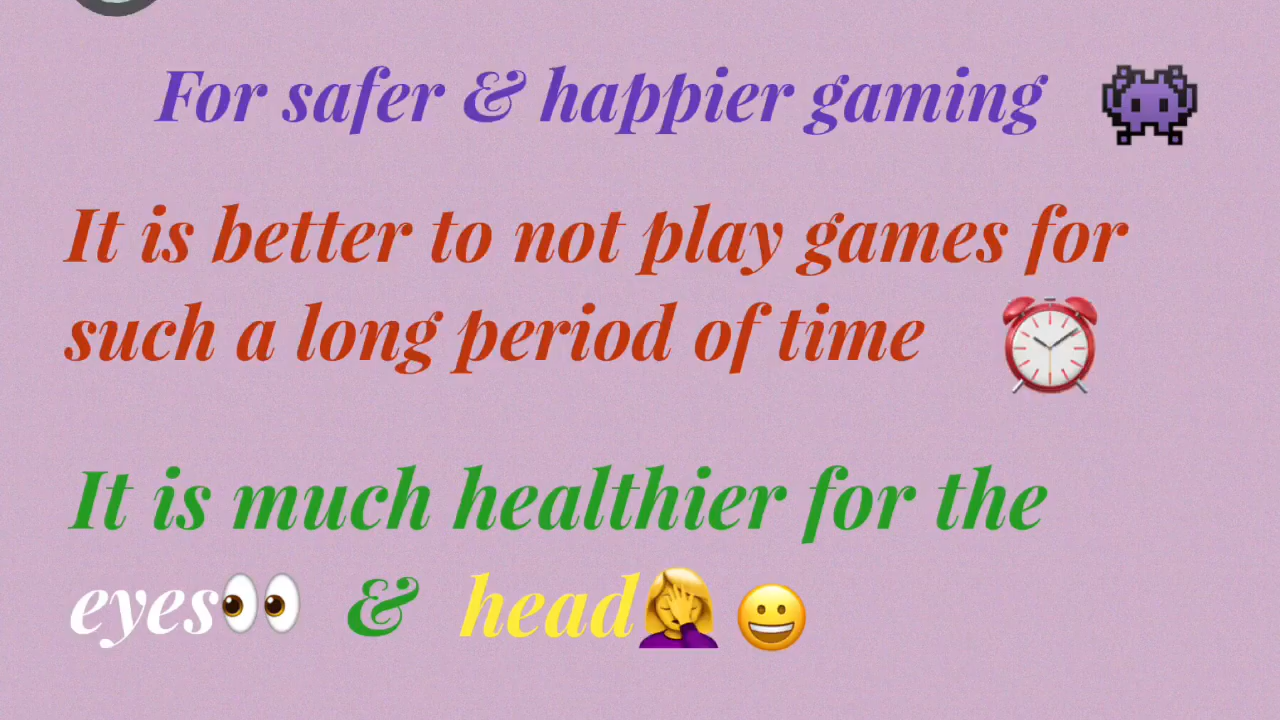 For safer & happier gaming 👾
It is better to not play games for
such a long period of time ⏰
It is much healthier for the
eyes👀 & head🤦‍♀️😀